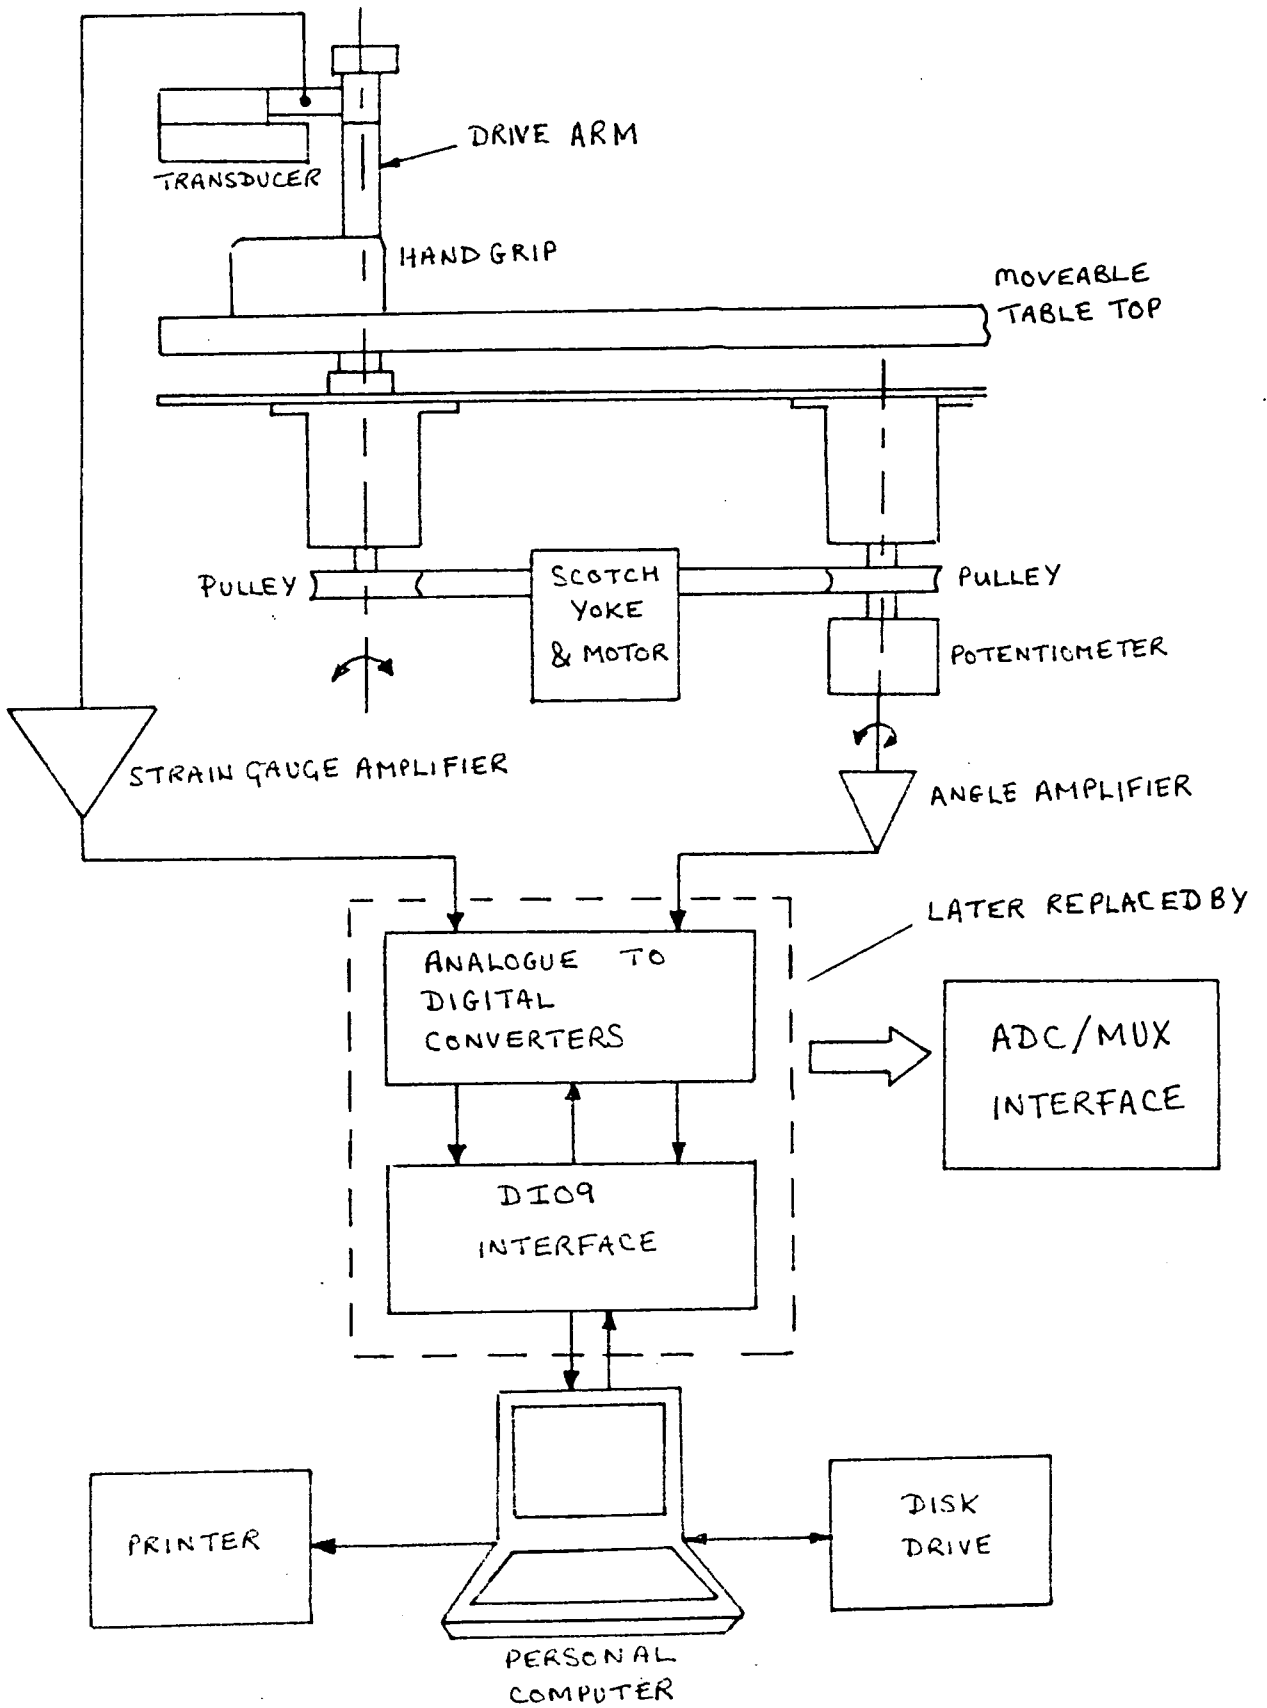 DRIVE ARM
TRANSDUCER
HAND GRIP
MOVEABLE
TABLE TOP
PULLEY
SCOTCH
YOKE
& MOTOR
PULLEY
POTENTIOMETER
STRAIN GAUGE AMPLIFIER
ANGLE AMPLIFIER
LATER REPLACED BY
ANALOGUE TO
DIGITAL
CONVERTERS
ADC/MUX
INTERFACE
DIO9
INTERFACE
PRINTER
DISK
DRIVE
PERSONAL
COMPUTER